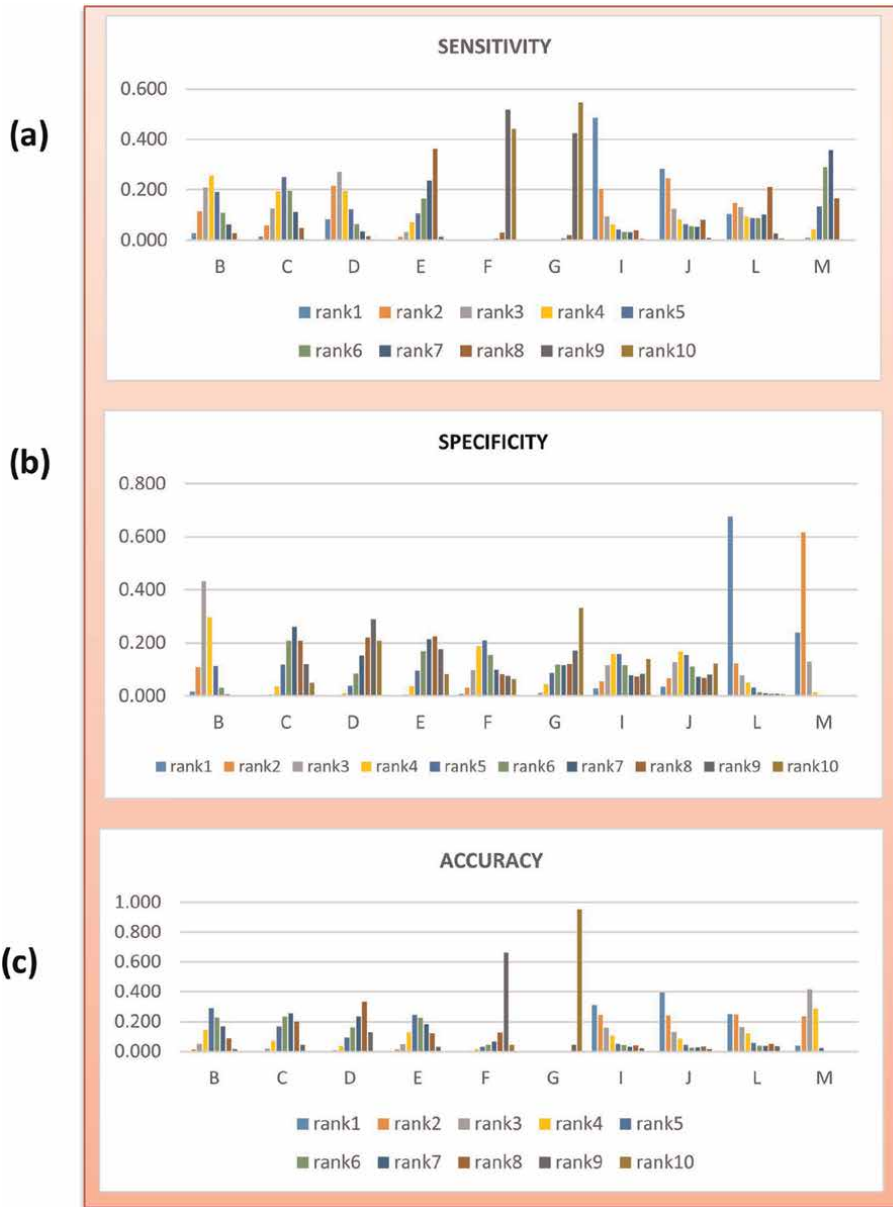 (a)
SENSITIVITY
0.600
0.400
0.200
0.000
B C D E F G I J L M
rank1 rank2 rank3 rank4 rank5
rank6 rank7 rank8 rank9 rank10
(b)
SPECIFICITY
0.800
0.600
0.400
0.200
0.000
B C D E F G I J L M
rank1 rank2 rank3 rank4 rank5 rank6 rank7 rank8 rank9 rank10
(c)
ACCURACY
1.000
0.800
0.600
0.400
0.200
0.000
B C D E F G I J L M
rank1 rank2 rank3 rank4 rank5
rank6 rank7 rank8 rank9 rank10